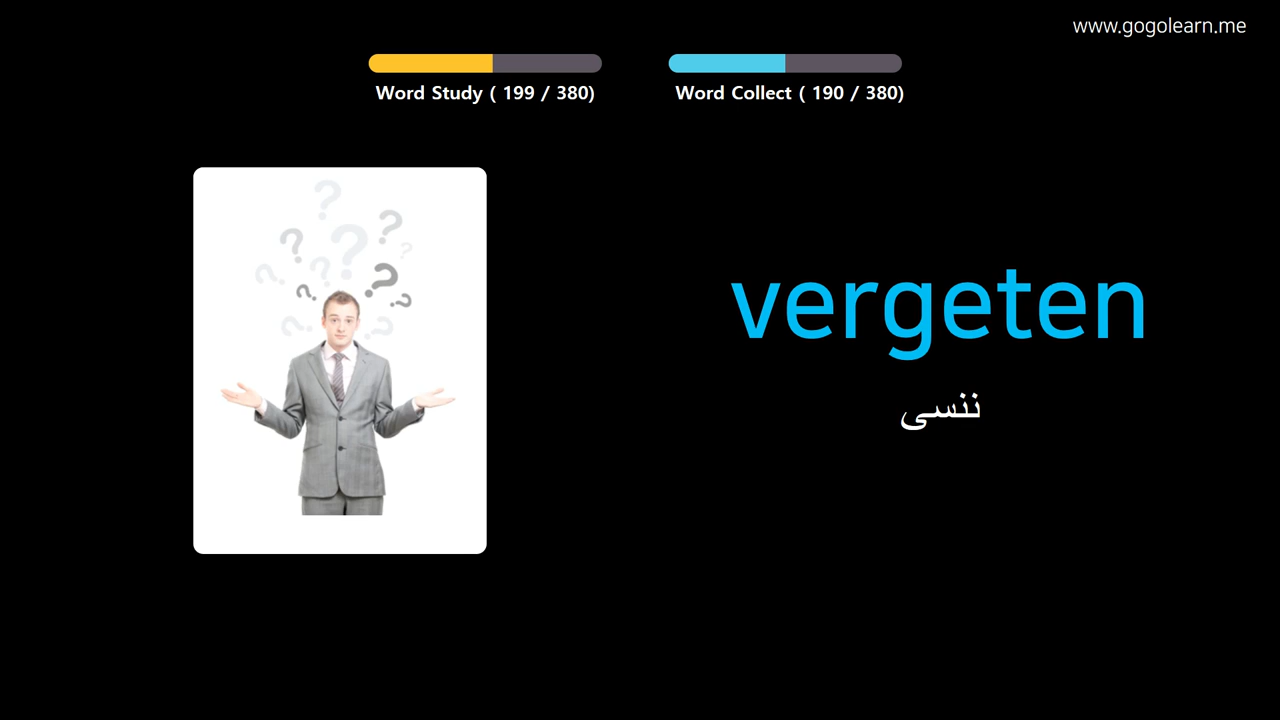 www.gogolearn.me
Word Study ( 199 / 380)
Word Collect ( 190 / 380)
vergeten
ننسى